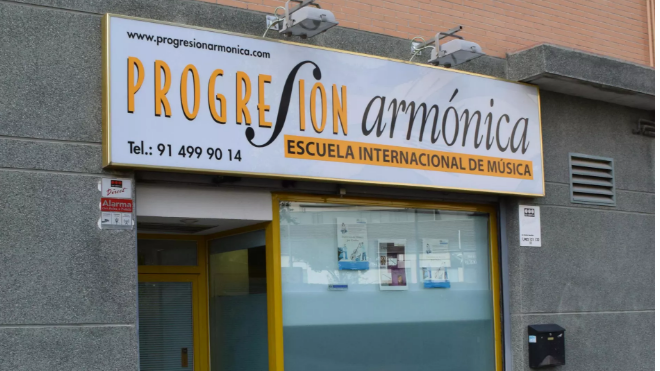 www.progresionarmonica.com
PROGRESIÓN armónica
Tel.: 91 499 90 14
ESCUELA INTERNACIONAL DE MÚSICA
Alarma